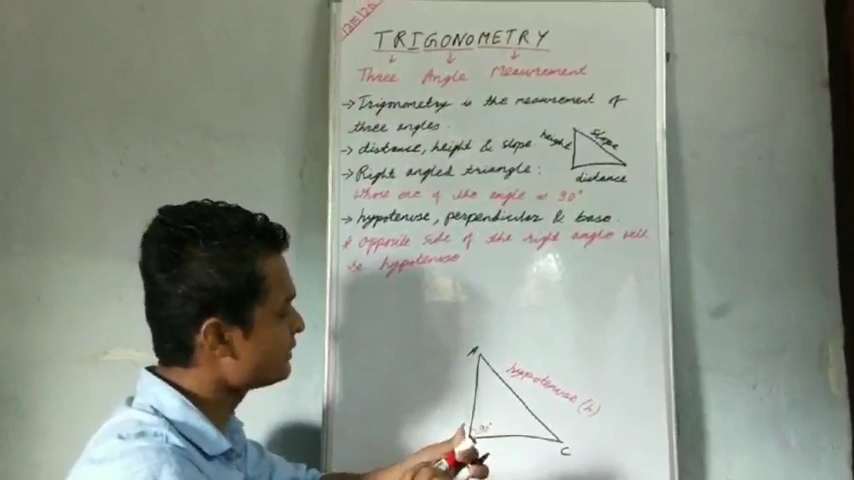 TRIGONOMETRY
Three Angle Measurement
→ Trigmometry is the measurement of
three angles.
→ distance, height & slope.
height
slope
distance
→ Right angled triangle:
Whose one of the angle is 90°
→ hypotenuse, perpendicular & base.
* Opposite side of the right angle will
be hypotenuse
A
hypotenuse (h)
90°
C